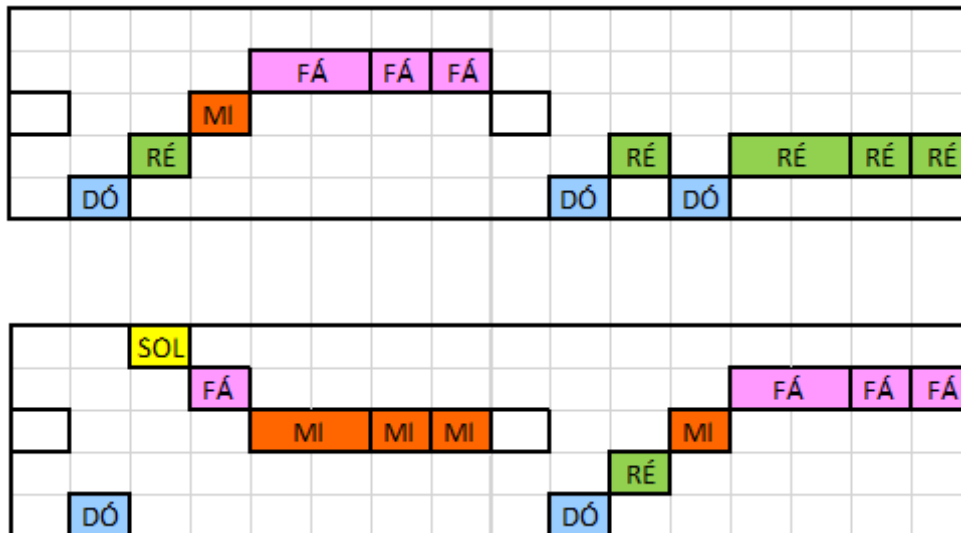 FÁ FÁ FÁ
MI
RÉ RÉ RÉ RÉ RÉ
DÓ DÓ DÓ
SOL
FÁ FÁ FÁ FÁ
MI MI MI MI
RÉ
DÓ DÓ